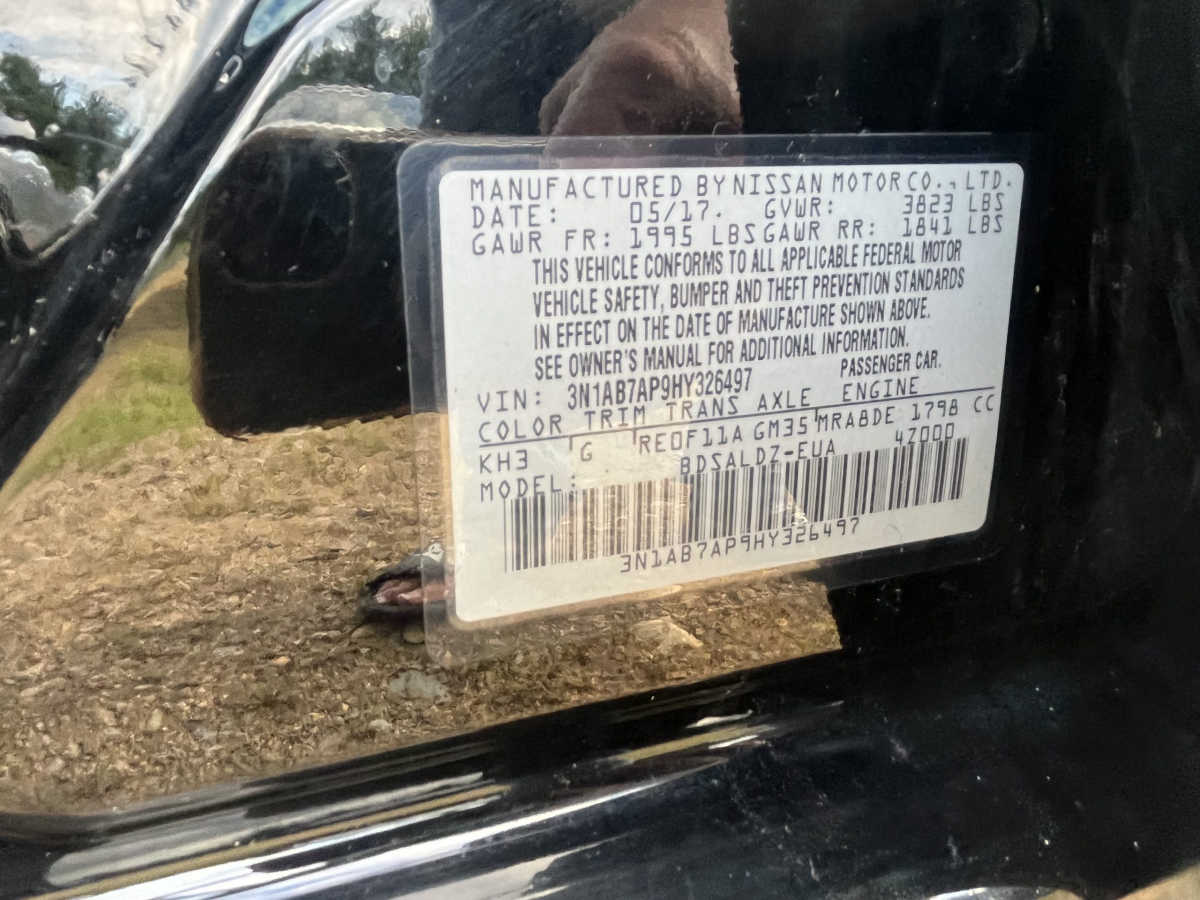 MANUFACTURED BY NISSAN MOTOR CO., LTD.
DATE: 05/17. GVWR: 3823 LBS
GAWR FR: 1995 LBS GAWR RR: 1841 LBS
THIS VEHICLE CONFORMS TO ALL APPLICABLE FEDERAL MOTOR
VEHICLE SAFETY, BUMPER AND THEFT PREVENTION STANDARDS
IN EFFECT ON THE DATE OF MANUFACTURE SHOWN ABOVE.
SEE OWNER'S MANUAL FOR ADDITIONAL INFORMATION.
VIN: 3N1AB7AP9HY326497 PASSENGER CAR.
COLOR TRIM TRANS AXLE ENGINE
KH3 G RE0F11A GM35 MRA8DE 1798 CC
MODEL: BDSALDZ-EUA 47000
3N1AB7AP9HY326497